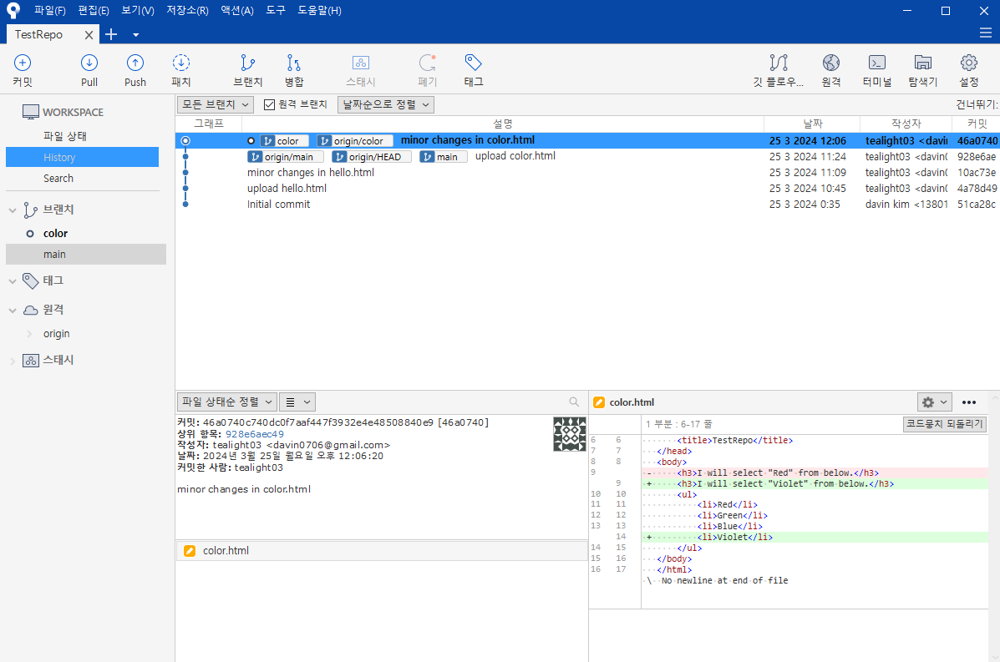 파일(F) 편집(E) 보기(V) 저장소(R) 액션(A) 도구 도움말(H)
TestRepo
커밋 Pull Push 패치 브랜치 병합 스태시 폐기 태그 깃 플로우... 원격 터미널 탐색기 설정
WORKSPACE
파일 상태
History
Search
브랜치
color
main
태그
원격
origin
스태시
모든 브랜치 원격 브랜치 날짜순으로 정렬 건너뛰기:
그래프 설명 날짜 작성자 커밋
color origin/color minor changes in color.html 25 3 2024 12:06 tealight03 <davin0 46a0740
origin/main origin/HEAD main upload color.html 25 3 2024 11:24 tealight03 <davin0 928e6ae
minor changes in hello.html 25 3 2024 11:09 tealight03 <davin0 10ac73e
upload hello.html 25 3 2024 10:45 tealight03 <davin0 4a78d49
Initial commit 25 3 2024 0:35 davin kim <13801 51ca28c
파일 상태순 정렬
커밋: 46a0740c740dc0f7aaf447f3932e4e48508840e9 [46a0740]
상위 항목: 928e6aec49
작성자: tealight03 <davin0706@gmail.com>
날짜: 2024년 3월 25일 월요일 오후 12:06:20
커밋한 사람: tealight03
minor changes in color.html
color.html
color.html
1 부분 : 6-17 줄 코드뭉치 되돌리기
6 6 <title>TestRepo</title>
7 7 </head>
8 8 <body>
9 - <h3>I will select "Red" from below.</h3>
9 + <h3>I will select "Violet" from below.</h3>
10 10 <ul>
11 11 <li>Red</li>
12 12 <li>Green</li>
13 13 <li>Blue</li>
14 + <li>Violet</li>
14 15 </ul>
15 16 </body>
16 17 </html>
\ No newline at end of file